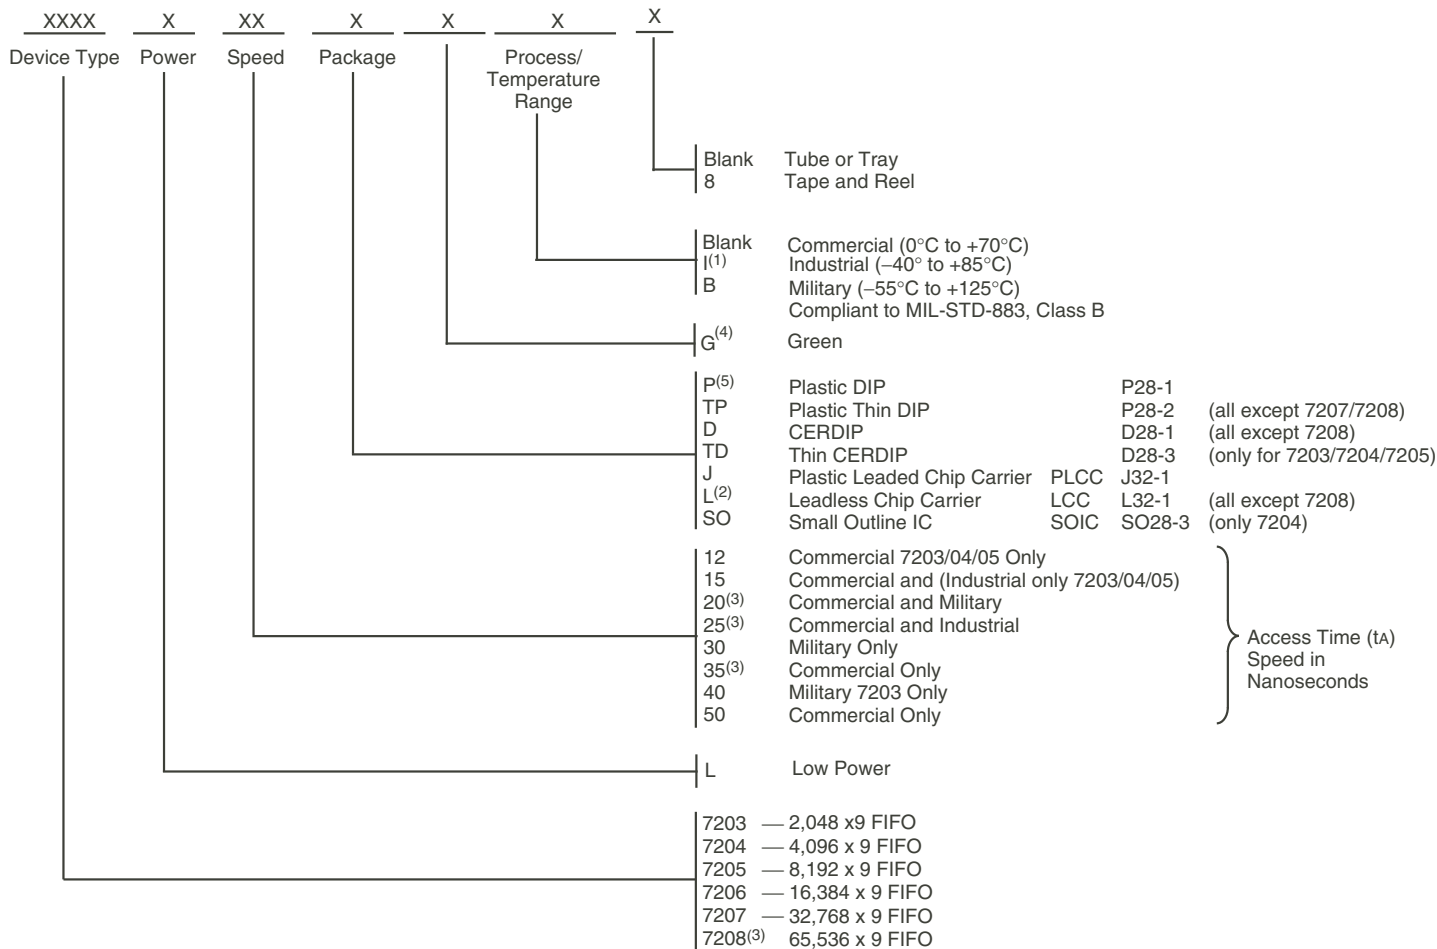 XXXX X XX X X X X
Device Type Power Speed Package Process/
Temperature
Range
Blank Tube or Tray
8 Tape and Reel
Blank Commercial (0°C to +70°C)
I(1) Industrial (–40° to +85°C)
B Military (–55°C to +125°C)
Compliant to MIL-STD-883, Class B
G(4) Green
P(5) Plastic DIP P28-1
TP Plastic Thin DIP P28-2 (all except 7207/7208)
D CERDIP D28-1 (all except 7208)
TD Thin CERDIP D28-3 (only for 7203/7204/7205)
J Plastic Leaded Chip Carrier PLCC J32-1
L(2) Leadless Chip Carrier LCC L32-1 (all except 7208)
SO Small Outline IC SOIC SO28-3 (only 7204)
12 Commercial 7203/04/05 Only
15 Commercial and (Industrial only 7203/04/05)
20(3) Commercial and Military
25(3) Commercial and Industrial
30 Military Only
35(3) Commercial Only
40 Military 7203 Only
50 Commercial Only
Access Time (tA)
Speed in
Nanoseconds
L Low Power
7203 — 2,048 x9 FIFO
7204 — 4,096 x 9 FIFO
7205 — 8,192 x 9 FIFO
7206 — 16,384 x 9 FIFO
7207 — 32,768 x 9 FIFO
7208(3) 65,536 x 9 FIFO